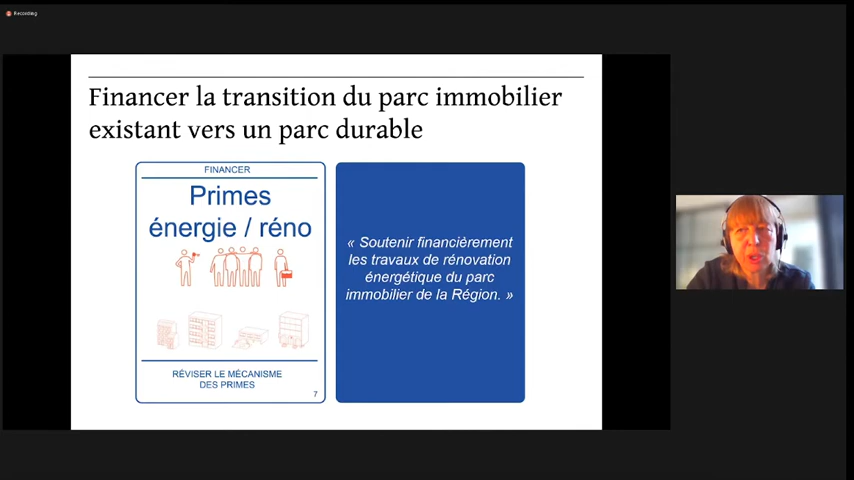 Recording
Financer la transition du parc immobilier
existant vers un parc durable
FINANCER
Primes
énergie / réno
RÉVISER LE MÉCANISME
DES PRIMES
7
« Soutenir financièrement
les travaux de rénovation
énergétique du parc
immobilier de la Région. »